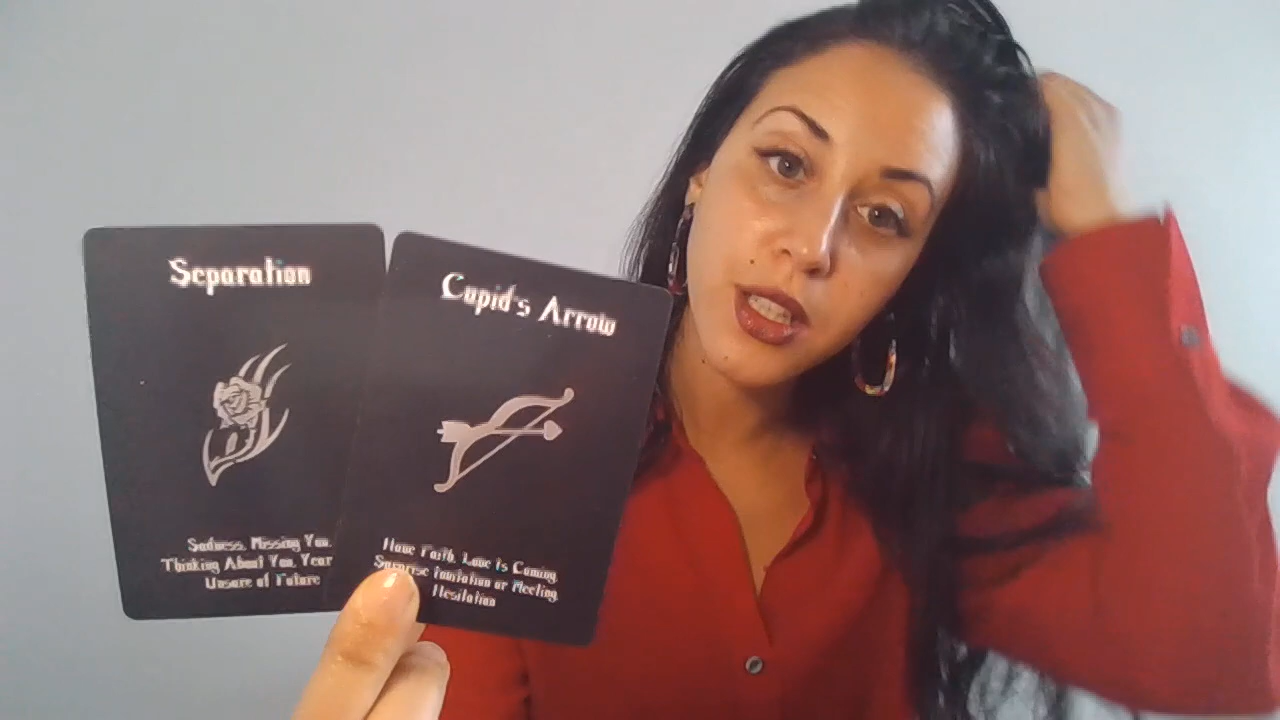 Separation
Sadness, Missing You,
Thinking About You, Year
Unsure of Future
Cupid's Arrow
Have Faith, Love Is Coming,
Surprise Invitation or Meeting,
Hesitation